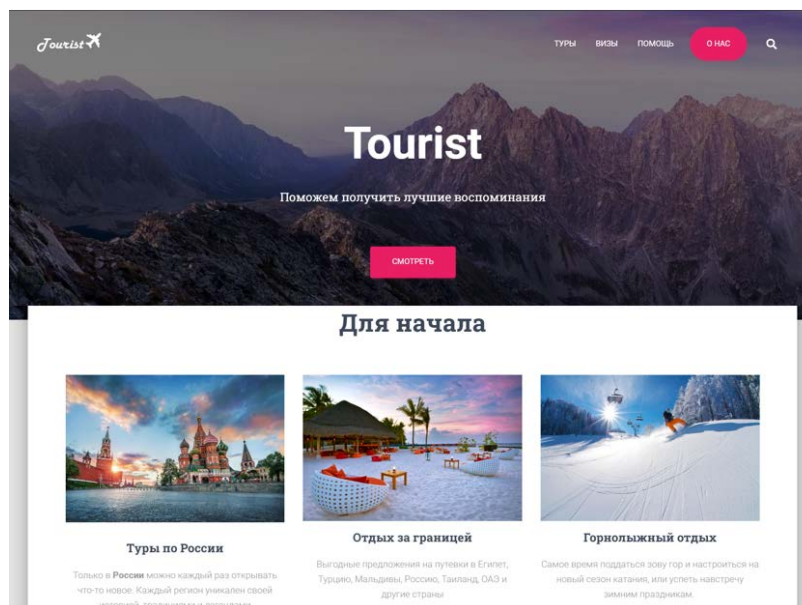 Tourist
ТУРЫ ВИЗЫ ПОМОЩЬ О НАС
Tourist
Поможем получить лучшие воспоминания
СМОТРЕТЬ
Для начала
Туры по России
Только в России можно каждый раз открывать
что-то новое. Каждый регион уникален своей
историей, традициями и легендами
Отдых за границей
Выгодные предложения на путевки в Египет,
Турцию, Мальдивы, Россию, Таиланд, ОАЭ и
другие страны
Горнолыжный отдых
Самое время поддаться зову гор и настроиться на
новый сезон катания, или успеть навстречу
зимним праздникам.